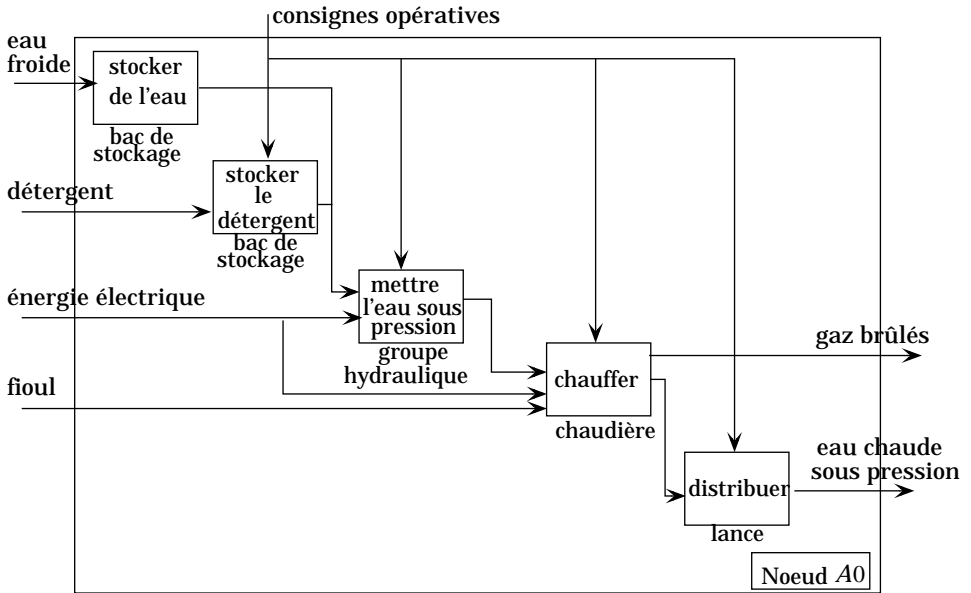 consignes opératives
eau
froide
stocker
de l'eau
bac de
stockage
détergent
stocker
le
détergent
bac de
stockage
énergie électrique
mettre
l'eau sous
pression
groupe
hydraulique
fioul
chauffer
chaudière
gaz brûlés
distribuer
lance
eau chaude
sous pression
Noeud A0